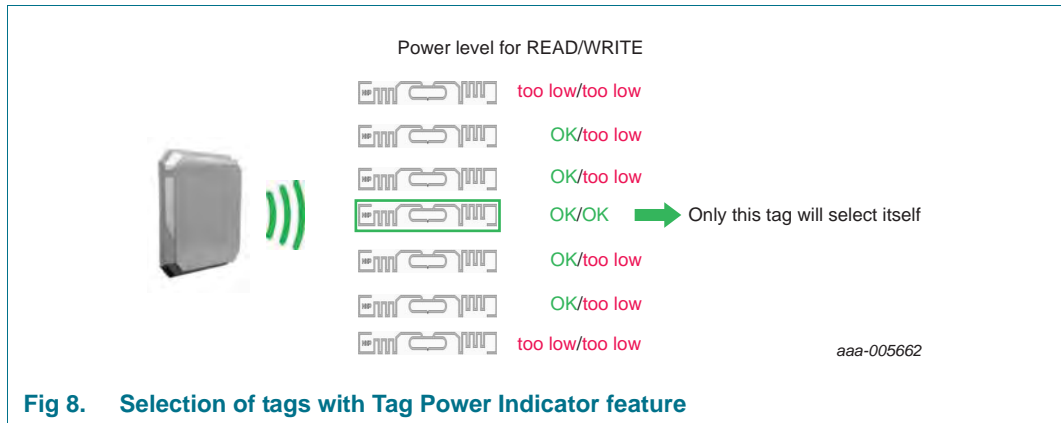 Power level for READ/WRITE
too low/too low
OK/too low
OK/too low
OK/OK Only this tag will select itself
OK/too low
OK/too low
too low/too low
aaa-005662
Fig 8. Selection of tags with Tag Power Indicator feature